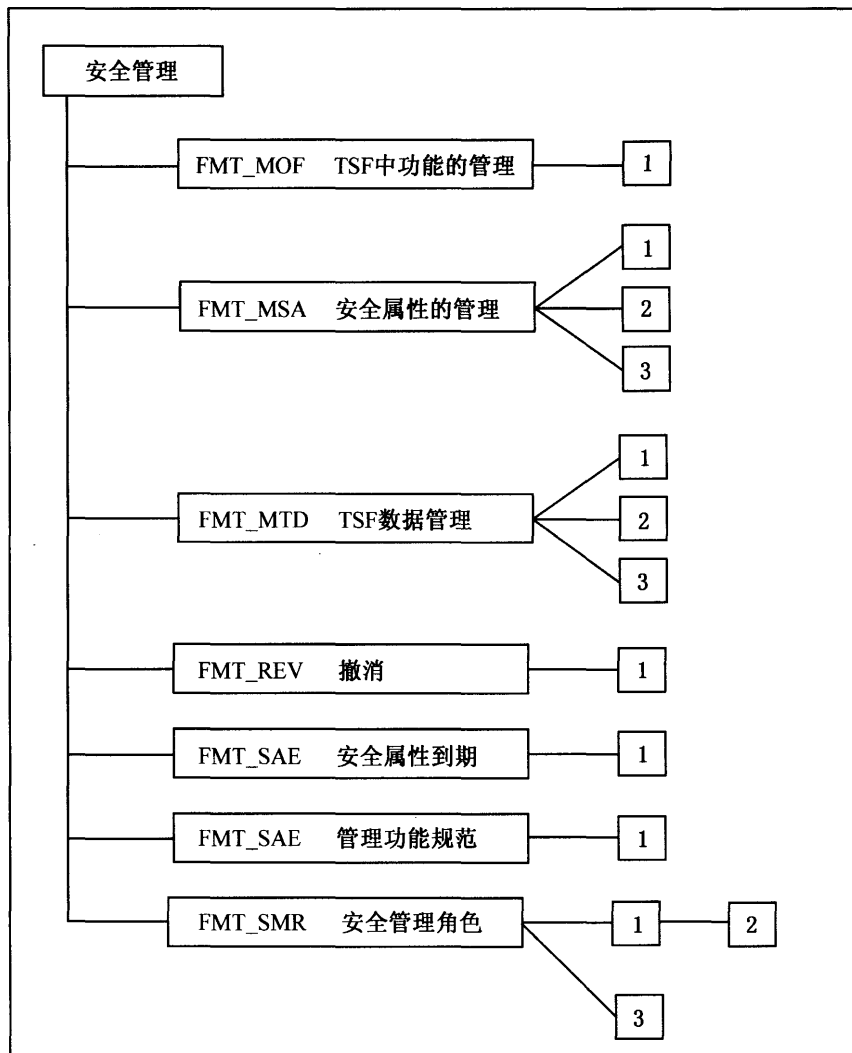 安全管理
FMT_MOF TSF中功能的管理 1
1
FMT_MSA 安全属性的管理 2
3
1
FMT_MTD TSF数据管理 2
3
FMT_REV 撤消 1
FMT_SAE 安全属性到期 1
FMT_SAE 管理功能规范 1
FMT_SMR 安全管理角色 1 2
3